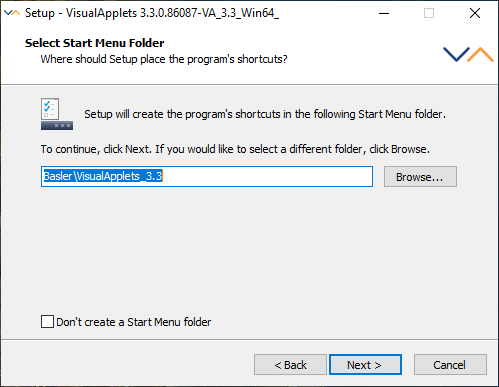 Setup - VisualApplets 3.3.0.86087-VA_3.3_Win64_
Select Start Menu Folder
Where should Setup place the program's shortcuts?
Setup will create the program's shortcuts in the following Start Menu folder.
To continue, click Next. If you would like to select a different folder, click Browse.
Basler\VisualApplets_3.3
Browse...
Don't create a Start Menu folder
< Back
Next >
Cancel